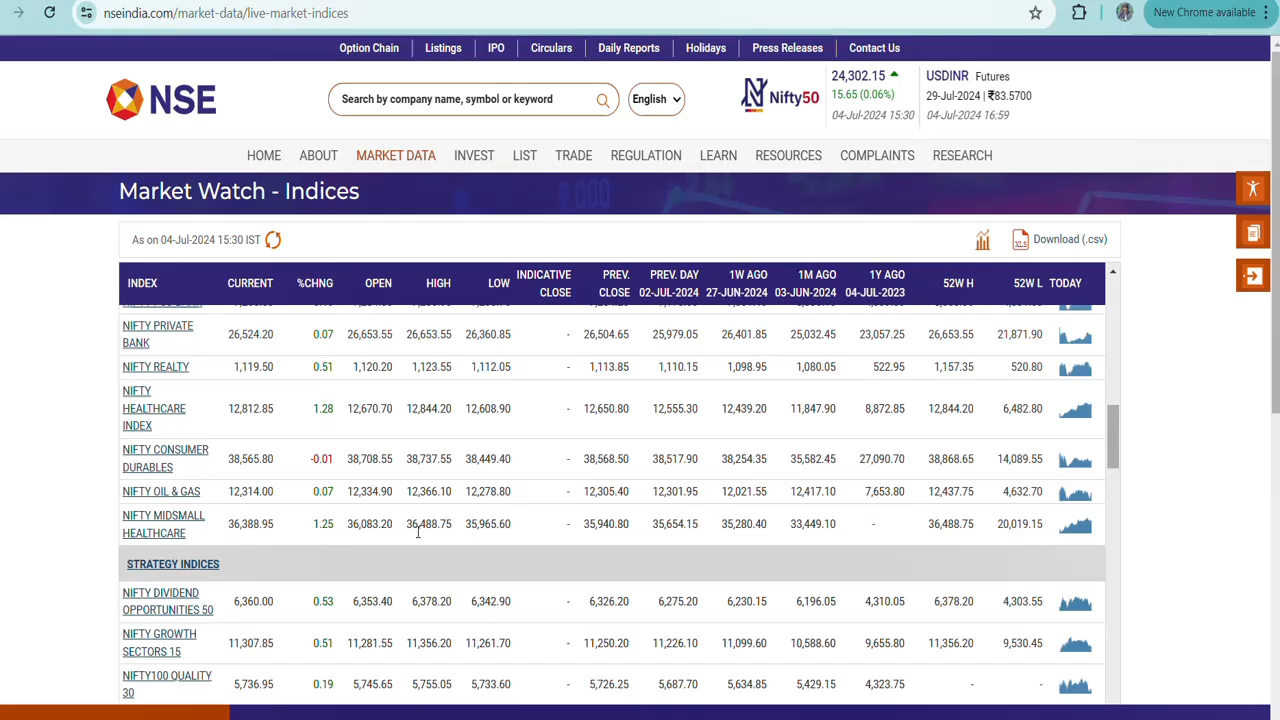 nseindia.com/market-data/live-market-indices
New Chrome available
Option Chain Listings IPO Circulars Daily Reports Holidays Press Releases Contact Us
NSE
Search by company name, symbol or keyword
English
Nifty50
24,302.15
15.65 (0.06%)
04-Jul-2024 15:30
USDINR Futures
29-Jul-2024 | ₹83.5700
04-Jul-2024 16:59
HOME ABOUT MARKET DATA INVEST LIST TRADE REGULATION LEARN RESOURCES COMPLAINTS RESEARCH
Market Watch - Indices
As on 04-Jul-2024 15:30 IST
XLS Download (.csv)
INDEX CURRENT %CHNG OPEN HIGH LOW INDICATIVE CLOSE PREV. CLOSE PREV. DAY 02-JUL-2024 1W AGO 27-JUN-2024 1M AGO 03-JUN-2024 1Y AGO 04-JUL-2023 52W H 52W L TODAY
NIFTY PRIVATE BANK 26,524.20 0.07 26,653.55 26,653.55 26,360.85 - 26,504.65 25,979.05 26,401.85 25,032.45 23,057.25 26,653.55 21,871.90
NIFTY REALTY 1,119.50 0.51 1,120.20 1,123.55 1,112.05 - 1,113.85 1,110.15 1,098.95 1,080.05 522.95 1,157.35 520.80
NIFTY HEALTHCARE INDEX 12,812.85 1.28 12,670.70 12,844.20 12,608.90 - 12,650.80 12,555.30 12,439.20 11,847.90 8,872.85 12,844.20 6,482.80
NIFTY CONSUMER DURABLES 38,565.80 -0.01 38,708.55 38,737.55 38,449.40 - 38,568.50 38,517.90 38,254.35 35,582.45 27,090.70 38,868.65 14,089.55
NIFTY OIL & GAS 12,314.00 0.07 12,334.90 12,366.10 12,278.80 - 12,305.40 12,301.95 12,021.55 12,417.10 7,653.80 12,437.75 4,632.70
NIFTY MIDSMALL HEALTHCARE 36,388.95 1.25 36,083.20 36,488.75 35,965.60 - 35,940.80 35,654.15 35,280.40 33,449.10 - 36,488.75 20,019.15
STRATEGY INDICES
NIFTY DIVIDEND OPPORTUNITIES 50 6,360.00 0.53 6,353.40 6,378.20 6,342.90 - 6,326.20 6,275.20 6,230.15 6,196.05 4,310.05 6,378.20 4,303.55
NIFTY GROWTH SECTORS 15 11,307.85 0.51 11,281.55 11,356.20 11,261.70 - 11,250.20 11,226.10 11,099.60 10,588.60 9,655.80 11,356.20 9,530.45
NIFTY100 QUALITY 30 5,736.95 0.19 5,745.65 5,755.05 5,733.60 - 5,726.25 5,687.70 5,634.85 5,429.15 4,323.75 - -